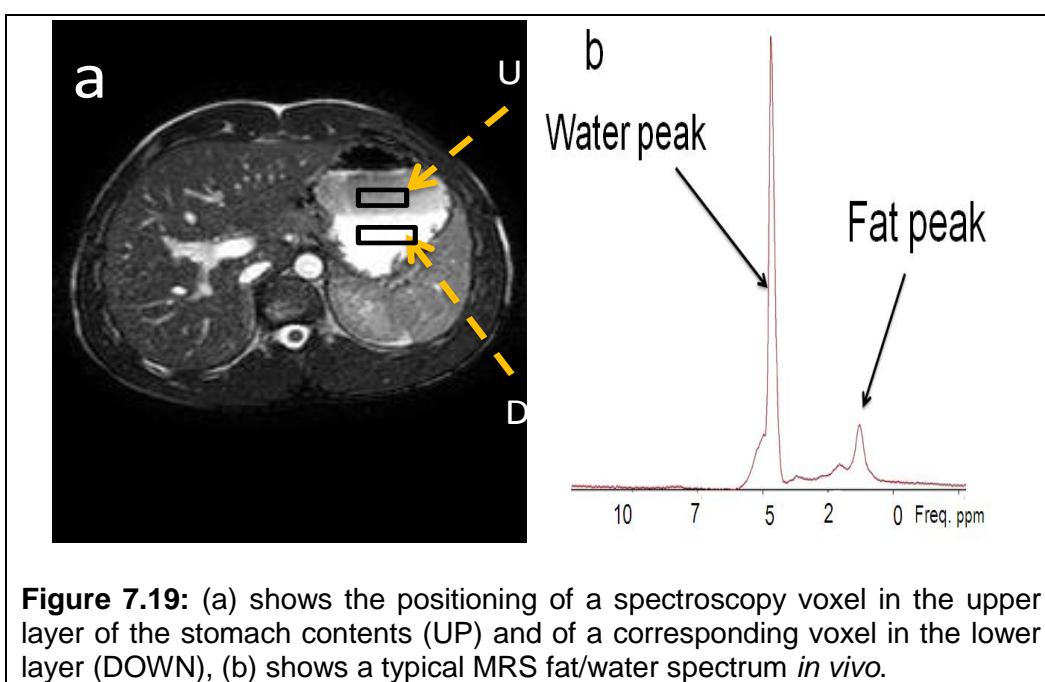 a
U
D
b
Water peak
Fat peak
10 7 5 2 0 Freq. ppm
Figure 7.19: (a) shows the positioning of a spectroscopy voxel in the upper
layer of the stomach contents (UP) and of a corresponding voxel in the lower
layer (DOWN), (b) shows a typical MRS fat/water spectrum in vivo.